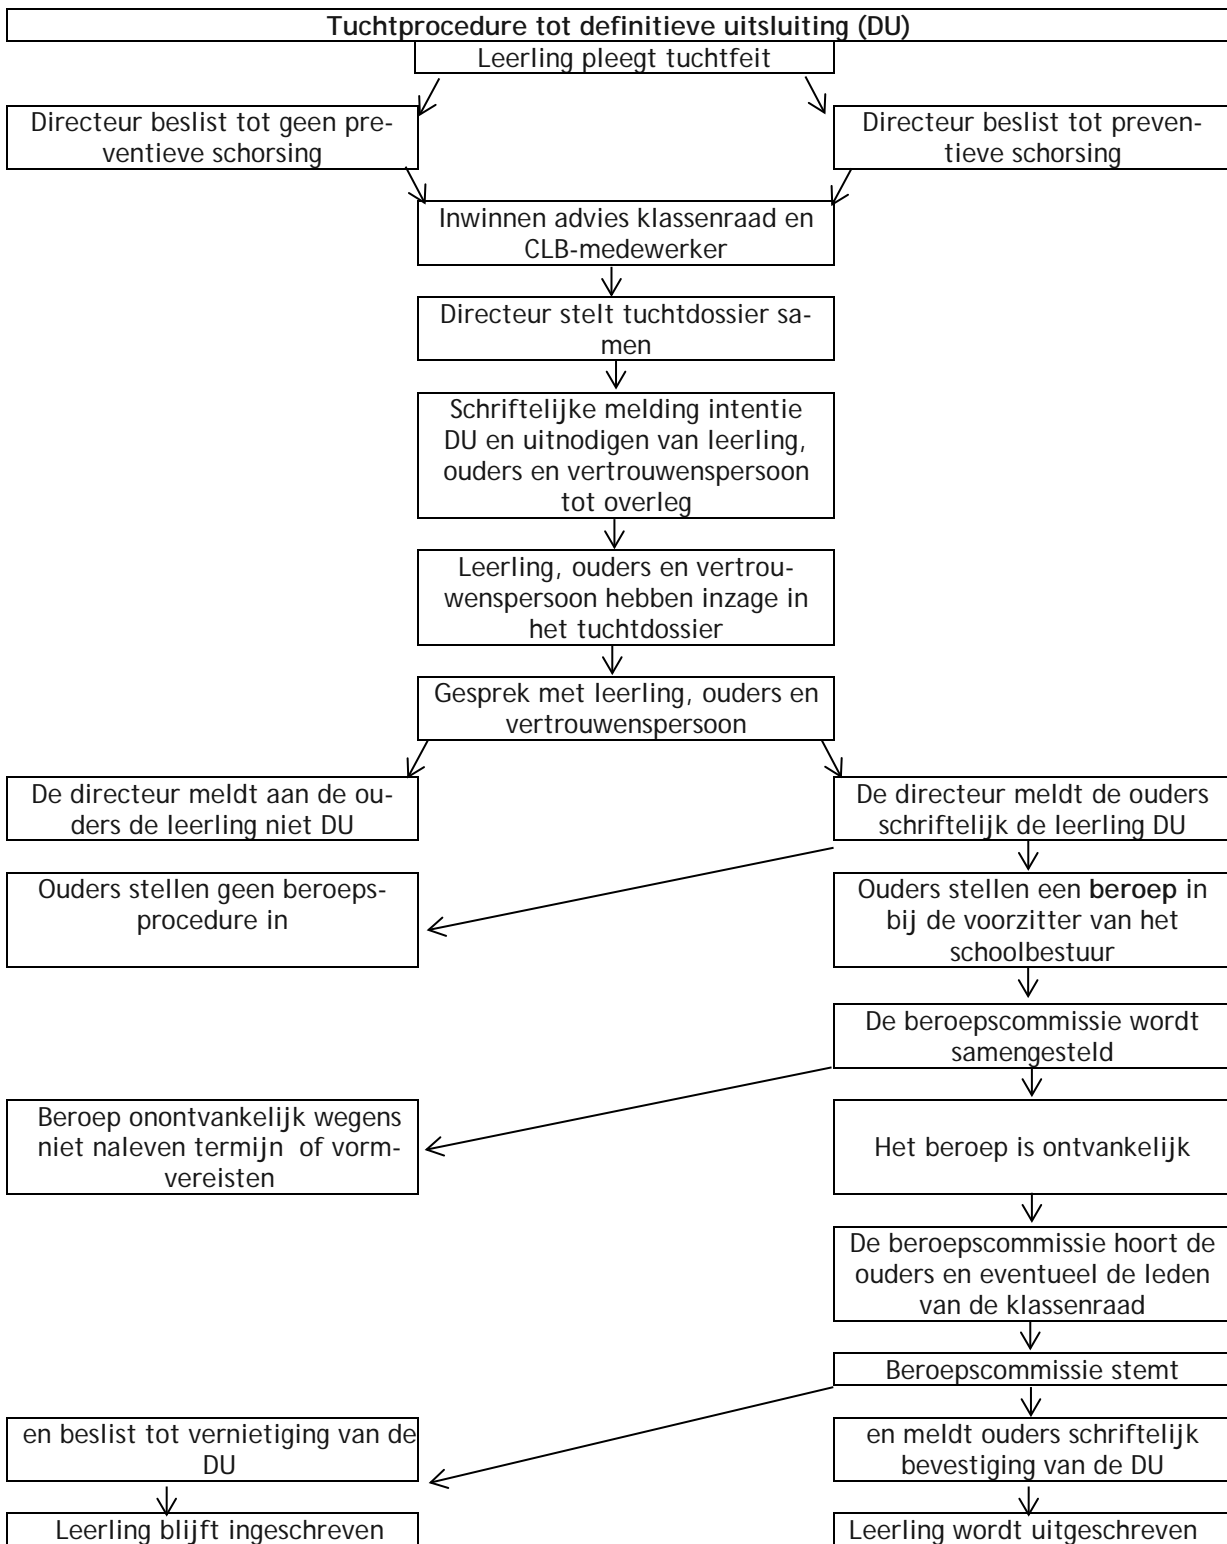 Tuchtprocedure tot definitieve uitsluiting (DU)
Leerling pleegt tuchtfeit
Directeur beslist tot geen pre-
ventieve schorsing
Directeur beslist tot preven-
tieve schorsing
Inwinnen advies klassenraad en
CLB-medewerker
Directeur stelt tuchtdossier sa-
men
Schriftelijke melding intentie
DU en uitnodigen van leerling,
ouders en vertrouwenspersoon
tot overleg
Leerling, ouders en vertrou-
wenspersoon hebben inzage in
het tuchtdossier
Gesprek met leerling, ouders en
vertrouwenspersoon
De directeur meldt aan de ou-
ders de leerling niet DU
De directeur meldt de ouders
schriftelijk de leerling DU
Ouders stellen geen beroeps-
procedure in
Ouders stellen een beroep in
bij de voorzitter van het
schoolbestuur
De beroepscommissie wordt
samengesteld
Beroep onontvankelijk wegens
niet naleven termijn of vorm-
vereisten
Het beroep is ontvankelijk
De beroepscommissie hoort de
ouders en eventueel de leden
van de klassenraad
Beroepscommissie stemt
en beslist tot vernietiging van de
DU
en meldt ouders schriftelijk
bevestiging van de DU
Leerling blijft ingeschreven
Leerling wordt uitgeschreven